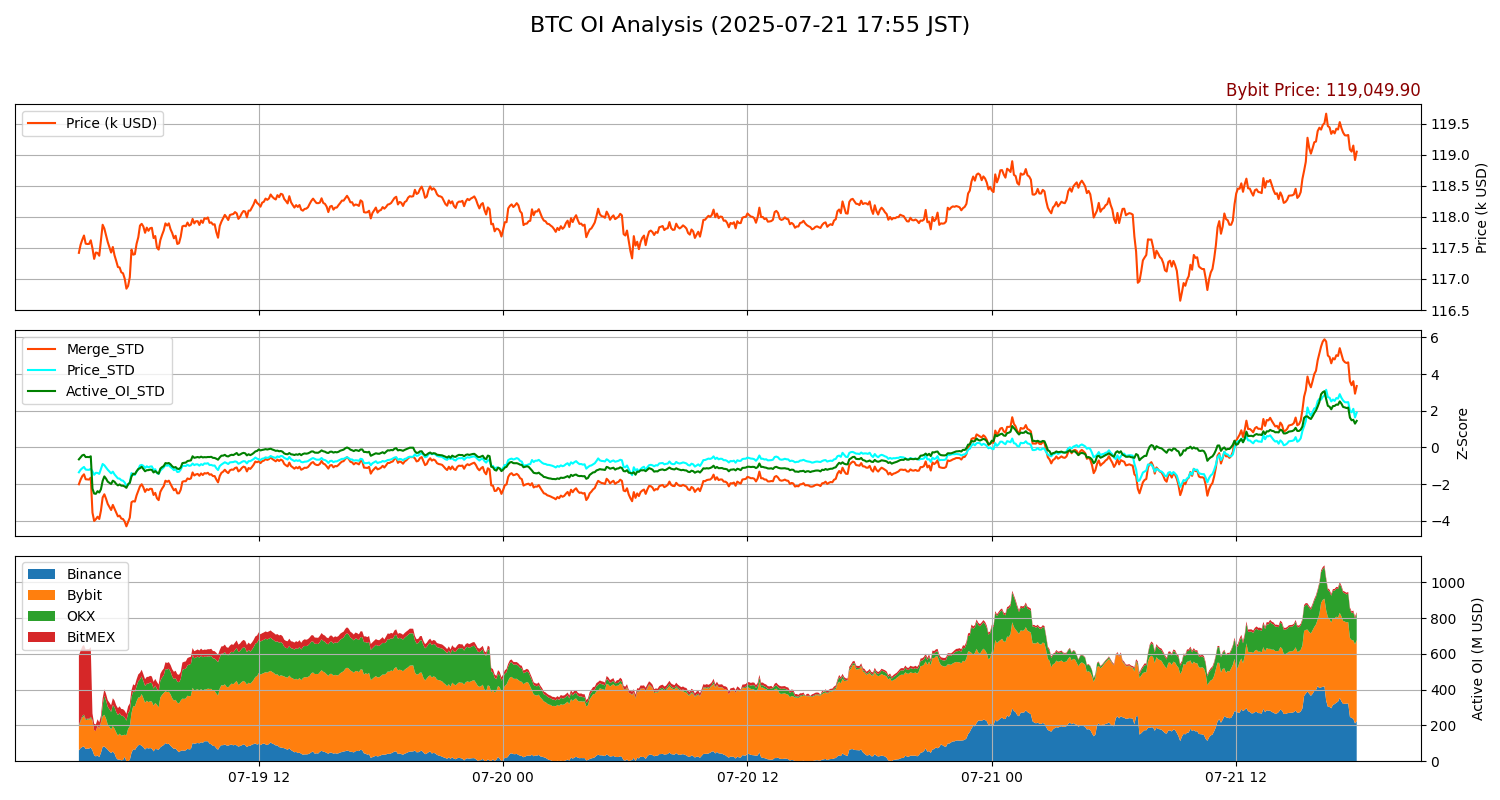 BTC OI Analysis (2025-07-21 17:55 JST)
Bybit Price: 119,049.90
Price (k USD)
119.5
119.0
118.5
118.0
117.5
117.0
116.5
Price (k USD)
Merge_STD
Price_STD
Active_OI_STD
6
4
2
0
−2
−4
Z-Score
Binance
Bybit
OKX
BitMEX
1000
800
600
400
200
0
Active OI (M USD)
07-19 12
07-20 00
07-20 12
07-21 00
07-21 12